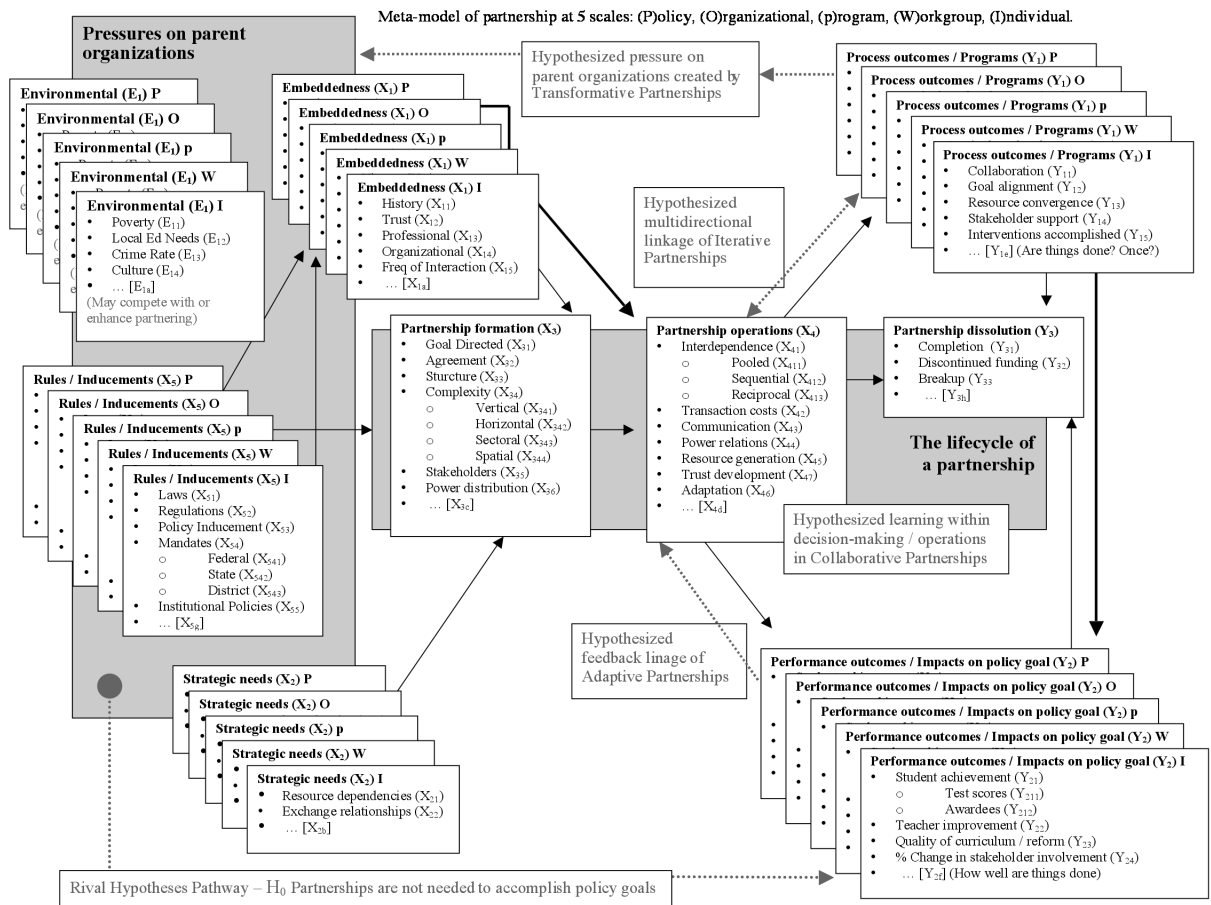 Meta-model of partnership at 5 scales: (P)olicy, (O)rganizational, (p)rogram, (W)orkgroup, (I)ndividual.
Pressures on parent
organizations
Environmental (E1) P
Environmental (E1) O
Environmental (E1) p
Environmental (E1) W
Environmental (E1) I
• Poverty (E11)
• Local Ed Needs (E12)
• Crime Rate (E13)
• Culture (E14)
• … [E1a]
(May compete with or
enhance partnering)
Embeddedness (X1) P
Embeddedness (X1) O
Embeddedness (X1) p
Embeddedness (X1) W
Embeddedness (X1) I
• History (X11)
• Trust (X12)
• Professional (X13)
• Organizational (X14)
• Freq of Interaction (X15)
• … [X1a]
Hypothesized pressure on
parent organizations created by
Transformative Partnerships
Hypothesized
multidirectional
linkage of Iterative
Partnerships
Process outcomes / Programs (Y1) P
Process outcomes / Programs (Y1) O
Process outcomes / Programs (Y1) p
Process outcomes / Programs (Y1) W
Process outcomes / Programs (Y1) I
• Collaboration (Y11)
• Goal alignment (Y12)
• Resource convergence (Y13)
• Stakeholder support (Y14)
• Interventions accomplished (Y15)
• … [Y1e] (Are things done? Once?)
Rules / Inducements (X5) P
Rules / Inducements (X5) O
Rules / Inducements (X5) p
Rules / Inducements (X5) W
Rules / Inducements (X5) I
• Laws (X51)
• Regulations (X52)
• Policy Inducement (X53)
• Mandates (X54)
o Federal (X541)
o State (X542)
o District (X543)
• Institutional Policies (X55)
• … [X5g]
Partnership formation (X3)
• Goal Directed (X31)
• Agreement (X32)
• Sturcture (X33)
• Complexity (X34)
o Vertical (X341)
o Horizontal (X342)
o Sectoral (X343)
o Spatial (X344)
• Stakeholders (X35)
• Power distribution (X36)
• … [X3c]
Partnership operations (X4)
• Interdependence (X41)
o Pooled (X411)
o Sequential (X412)
o Reciprocal (X413)
• Transaction costs (X42)
• Communication (X43)
• Power relations (X44)
• Resource generation (X45)
• Trust development (X47)
• Adaptation (X46)
• … [X4d]
Partnership dissolution (Y3)
• Completion (Y31)
• Discontinued funding (Y32)
• Breakup (Y33
• … [Y3h]
The lifecycle of
a partnership
Hypothesized learning within
decision-making / operations
in Collaborative Partnerships
Hypothesized
feedback linage of
Adaptive Partnerships
Strategic needs (X2) P
Strategic needs (X2) O
Strategic needs (X2) p
Strategic needs (X2) W
Strategic needs (X2) I
• Resource dependencies (X21)
• Exchange relationships (X22)
• … [X2b]
Performance outcomes / Impacts on policy goal (Y2) P
Performance outcomes / Impacts on policy goal (Y2) O
Performance outcomes / Impacts on policy goal (Y2) p
Performance outcomes / Impacts on policy goal (Y2) W
Performance outcomes / Impacts on policy goal (Y2) I
• Student achievement (Y21)
o Test scores (Y211)
o Awardees (Y212)
• Teacher improvement (Y22)
• Quality of curriculum / reform (Y23)
• % Change in stakeholder involvement (Y24)
• … [Y2f] (How well are things done)
Rival Hypotheses Pathway – H0 Partnerships are not needed to accomplish policy goals